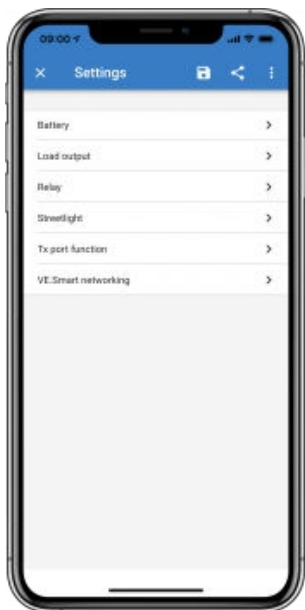 09:00
Settings
Battery
Load output
Relay
Streetlight
Tx port function
VE.Smart networking